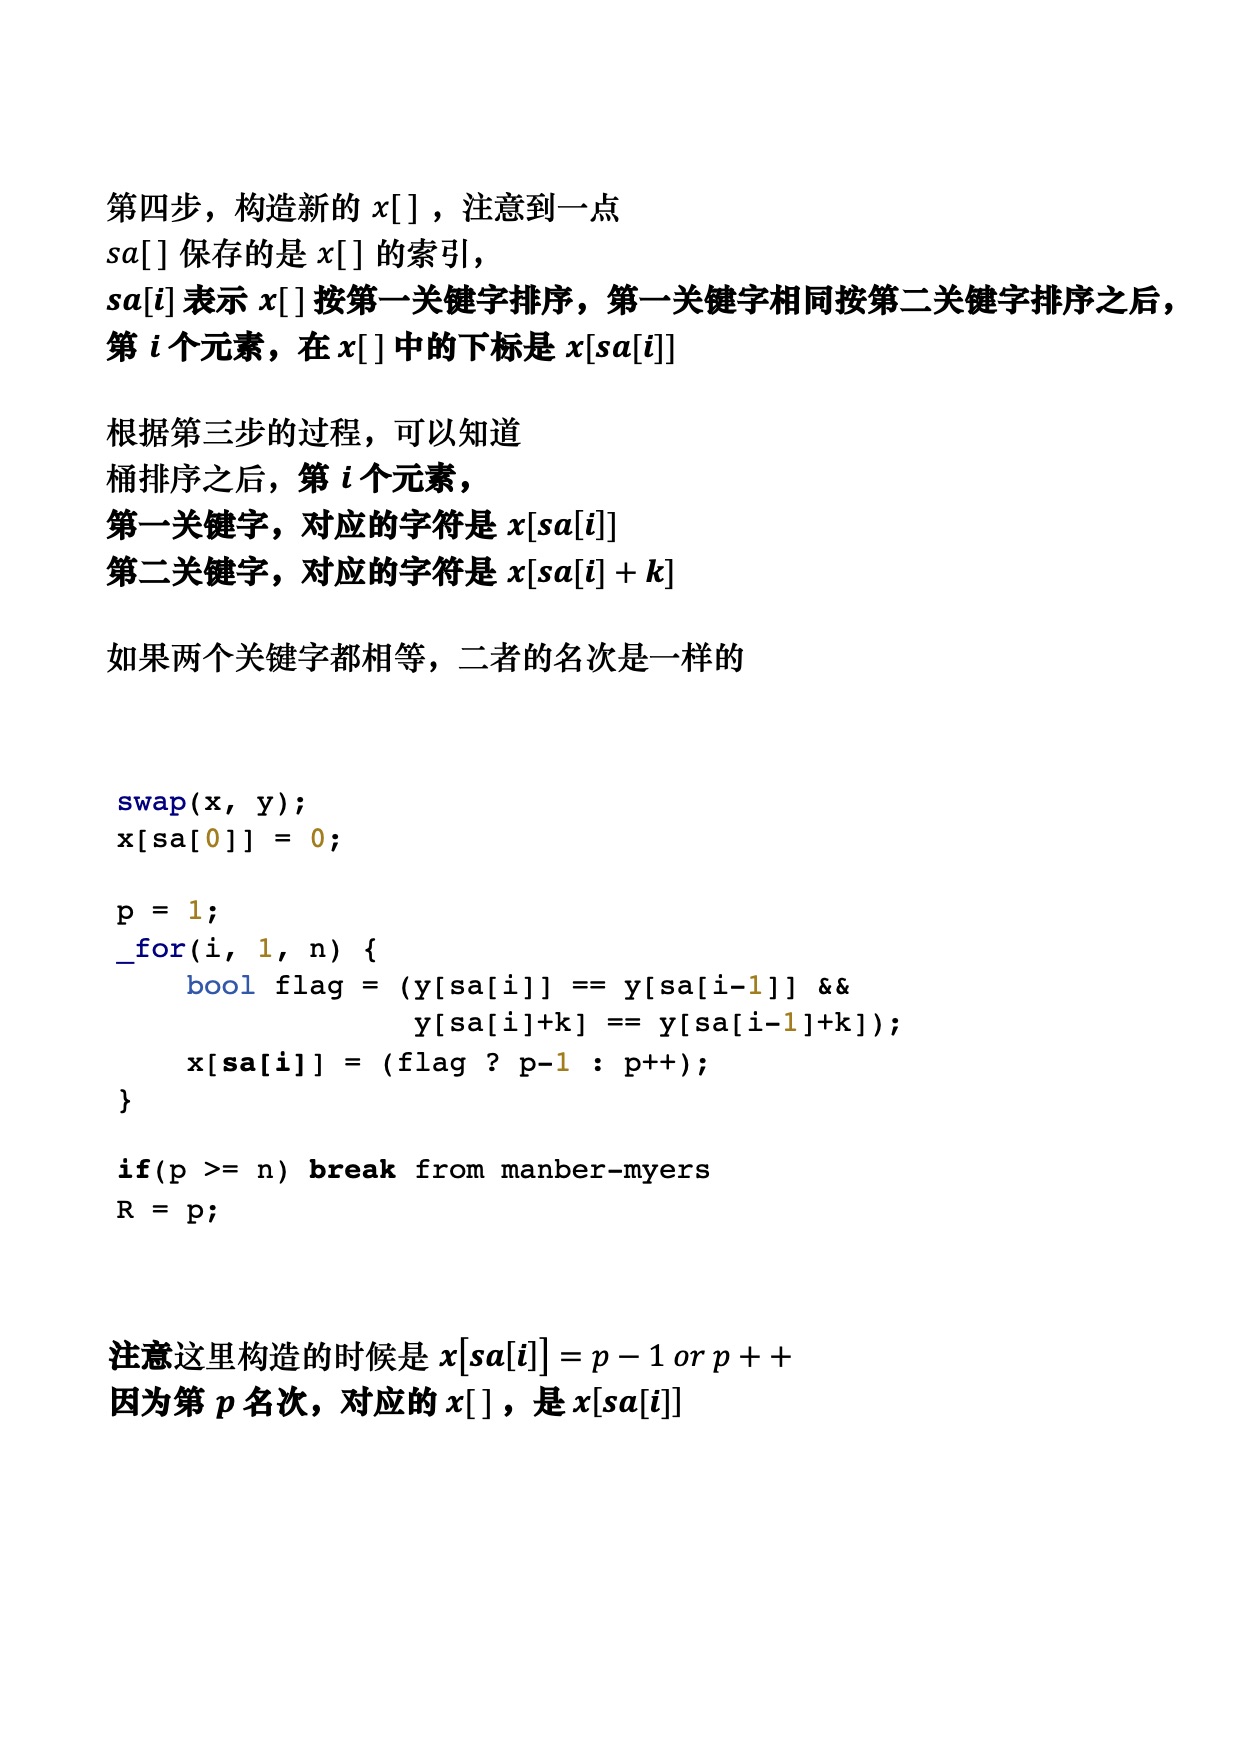 第四步，构造新的 x[ ] ，注意到一点
sa[ ] 保存的是 x[ ] 的索引，
sa[i] 表示 x[ ] 按第一关键字排序，第一关键字相同按第二关键字排序之后，
第 i 个元素，在 x[ ] 中的下标是 x[sa[i]]
根据第三步的过程，可以知道
桶排序之后，第 i 个元素，
第一关键字，对应的字符是 x[sa[i]]
第二关键字，对应的字符是 x[sa[i] + k]
如果两个关键字都相等，二者的名次是一样的
swap(x, y);
x[sa[0]] = 0;
p = 1;
_for(i, 1, n) {
    bool flag = (y[sa[i]] == y[sa[i-1]] &&
                 y[sa[i]+k] == y[sa[i-1]+k]);
    x[sa[i]] = (flag ? p-1 : p++);
}
if(p >= n) break from manber-myers
R = p;
注意这里构造的时候是 x[sa[i]] = p − 1 or p + +
因为第 p 名次，对应的 x[ ] ，是 x[sa[i]]